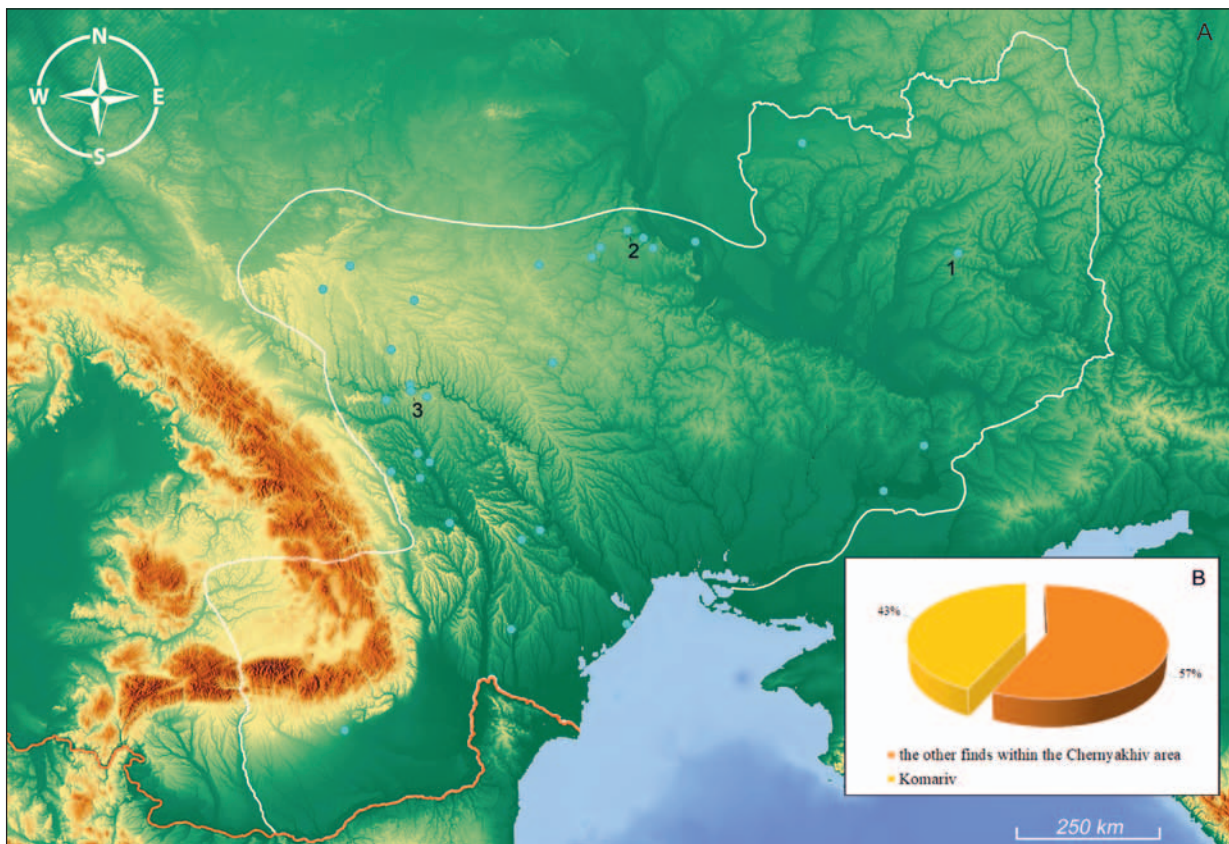 A
N
W E
S
1
2
3
B
43%
57%
the other finds within the Chernyakhiv area
Komariv
250 km